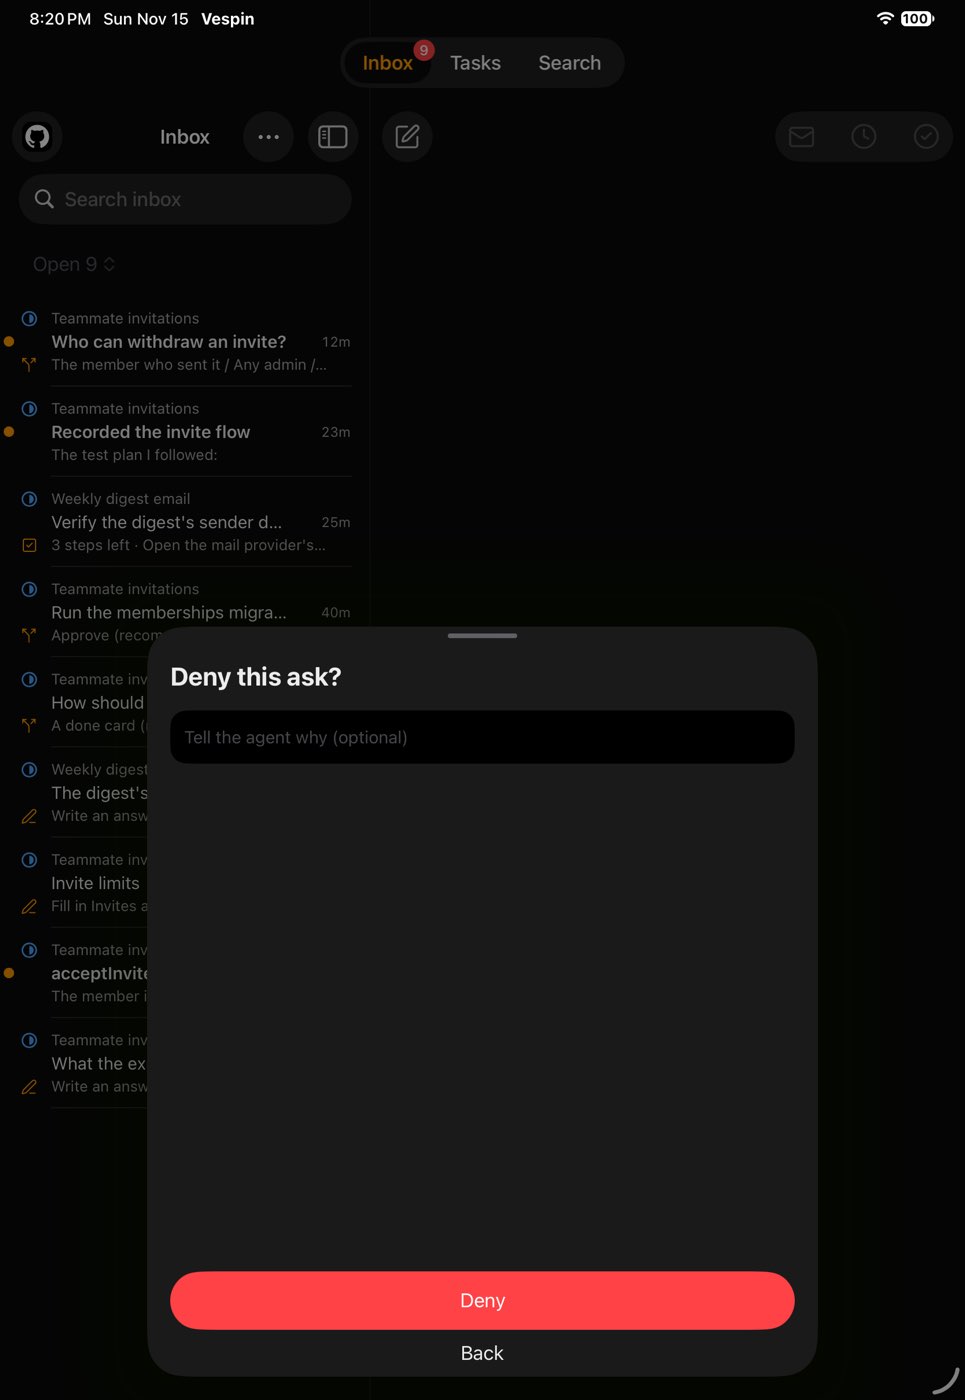 8:20 PM Sun Nov 15 Vespin
100
Inbox 9 Tasks Search
Inbox
Search inbox
Open 9
Teammate invitations
Who can withdraw an invite? 12m
The member who sent it / Any admin /...
Teammate invitations
Recorded the invite flow 23m
The test plan I followed:
Weekly digest email
Verify the digest's sender d... 25m
3 steps left · Open the mail provider's...
Teammate invitations
Run the memberships migra... 40m
Approve (recom
Teammate inv
How should
A done card (
Weekly digest
The digest's
Write an answ
Teammate inv
Invite limits
Fill in Invites a
Teammate inv
acceptInvite
The member i
Teammate inv
What the ex
Write an answ
Deny this ask?
Tell the agent why (optional)
Deny
Back